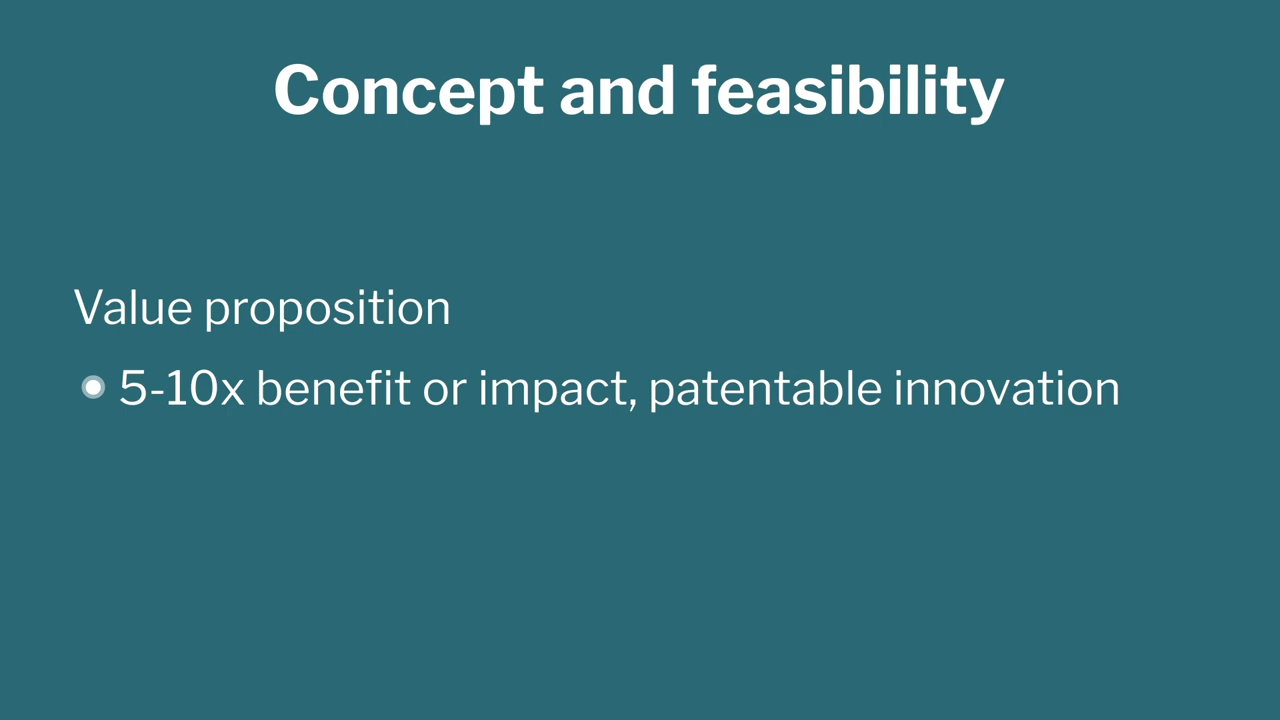 Concept and feasibility
Value proposition
5-10x benefit or impact, patentable innovation